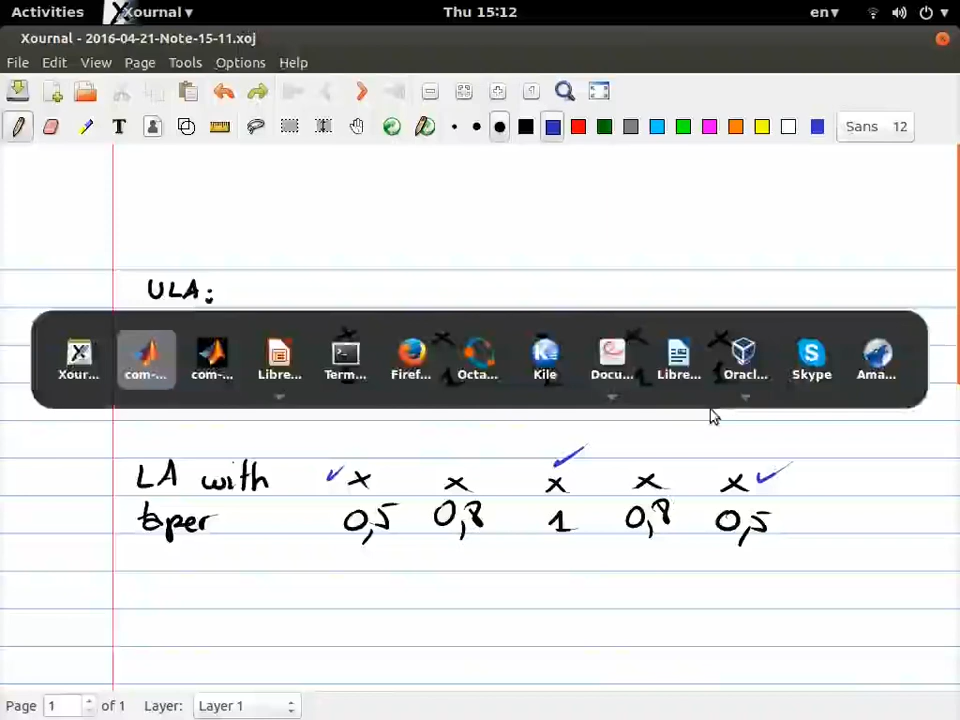 Activities Xournal ▾ Thu 15:12 en ▾
Xournal - 2016-04-21-Note-15-11.xoj
File Edit View Page Tools Options Help
T Sans 12
ULA:
x x x x
Xour... com-... com-... Libre... Term... Firef... Octa... Kile Docu... Libre... Oracl... Skype Ama...
LA with ✓ x x ✓ x x x ✓
taper 0,5 0,8 1 0,8 0,5
Page 1 of 1 Layer: Layer 1